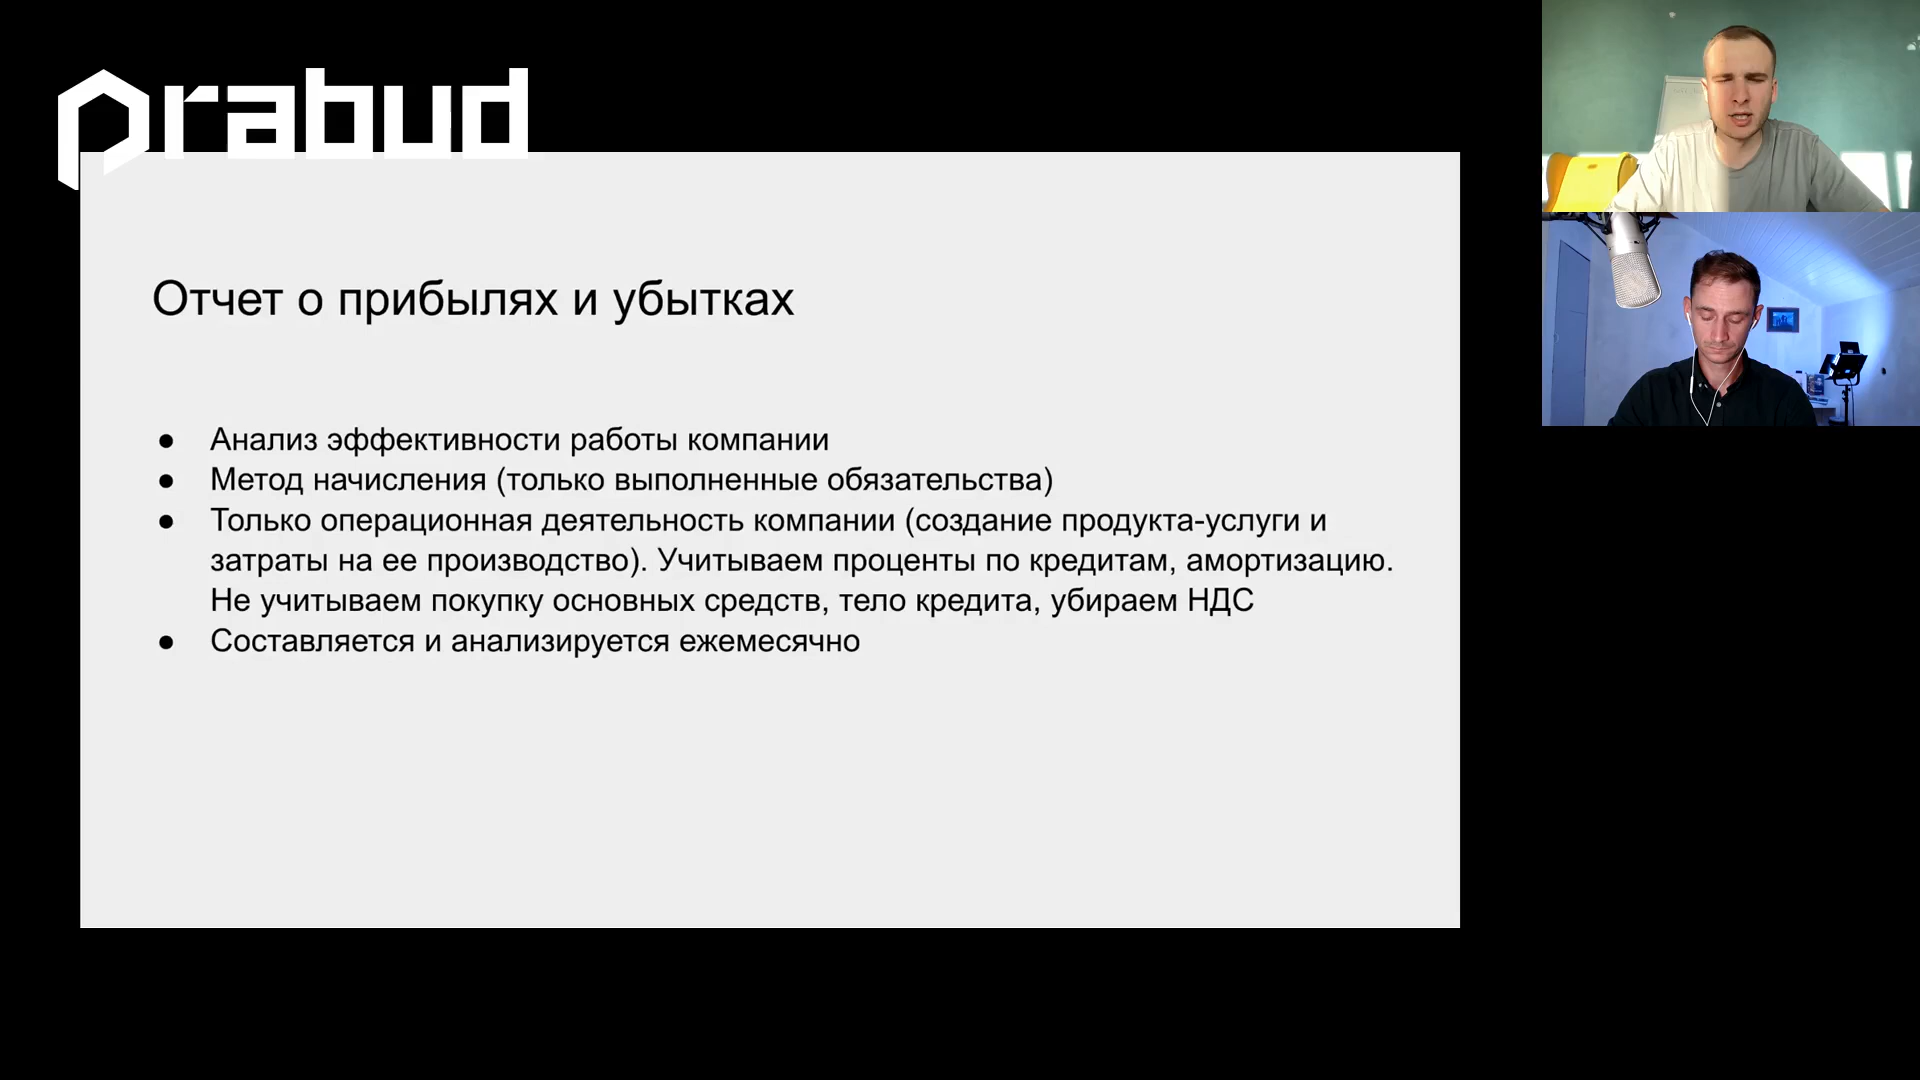 prabud
Отчет о прибылях и убытках
● Анализ эффективности работы компании
● Метод начисления (только выполненные обязательства)
● Только операционная деятельность компании (создание продукта-услуги и
затраты на ее производство). Учитываем проценты по кредитам, амортизацию.
Не учитываем покупку основных средств, тело кредита, убираем НДС
● Составляется и анализируется ежемесячно